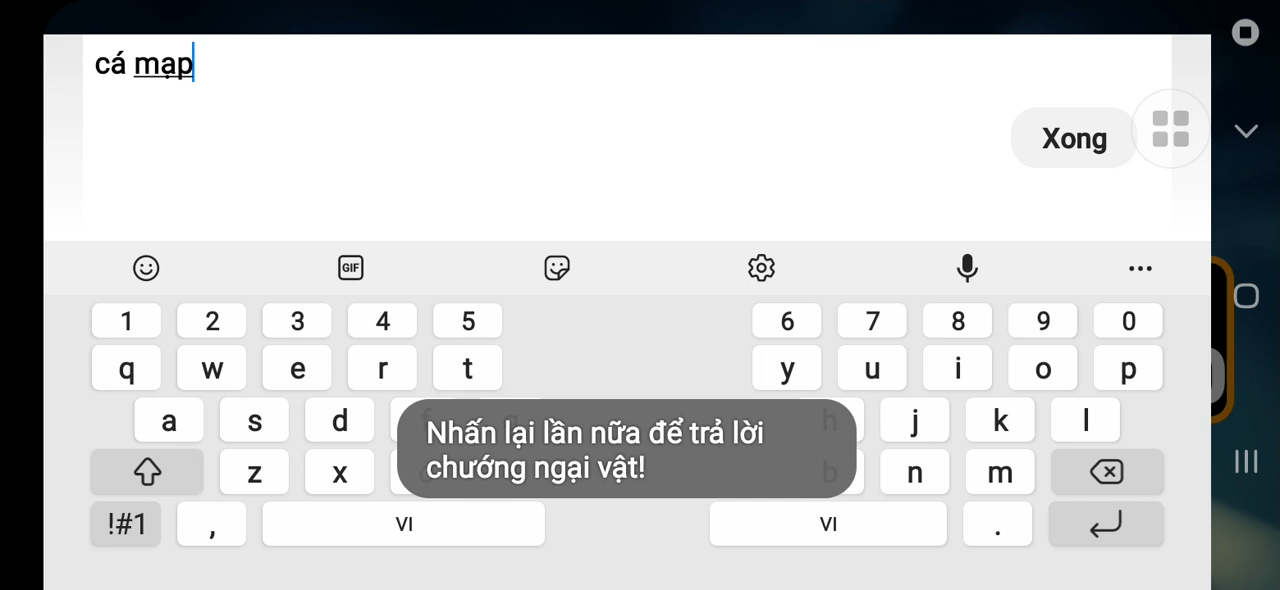 cá mạp
Xong
GIF
1 2 3 4 5 6 7 8 9 0
q w e r t y u i o p
a s d h j k l
Nhấn lại lần nữa để trả lời
chướng ngại vật!
z x b n m
!#1 , VI VI .